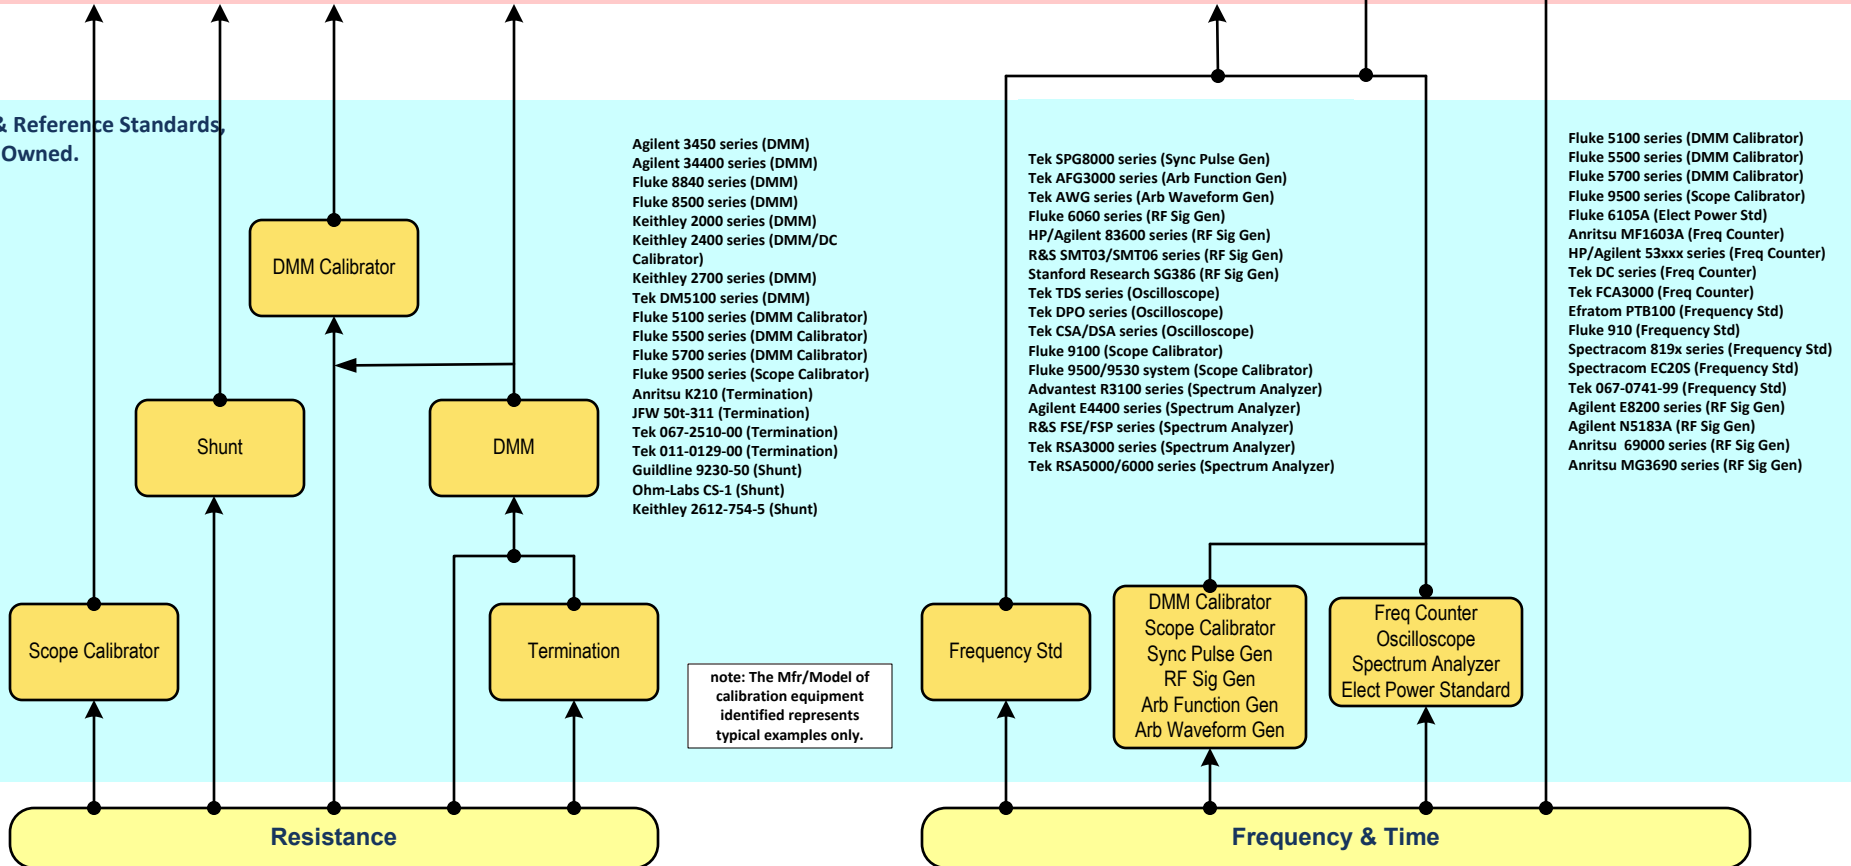 & Reference Standards,
Owned.
DMM Calibrator
Shunt
DMM
Scope Calibrator
Termination
Agilent 3450 series (DMM)
Agilent 34400 series (DMM)
Fluke 8840 series (DMM)
Fluke 8500 series (DMM)
Keithley 2000 series (DMM)
Keithley 2400 series (DMM/DC
Calibrator)
Keithley 2700 series (DMM)
Tek DM5100 series (DMM)
Fluke 5100 series (DMM Calibrator)
Fluke 5500 series (DMM Calibrator)
Fluke 5700 series (DMM Calibrator)
Fluke 9500 series (Scope Calibrator)
Anritsu K210 (Termination)
JFW 50t-311 (Termination)
Tek 067-2510-00 (Termination)
Tek 011-0129-00 (Termination)
Guildline 9230-50 (Shunt)
Ohm-Labs CS-1 (Shunt)
Keithley 2612-754-5 (Shunt)
note: The Mfr/Model of
calibration equipment
identified represents
typical examples only.
Resistance
Tek SPG8000 series (Sync Pulse Gen)
Tek AFG3000 series (Arb Function Gen)
Tek AWG series (Arb Waveform Gen)
Fluke 6060 series (RF Sig Gen)
HP/Agilent 83600 series (RF Sig Gen)
R&S SMT03/SMT06 series (RF Sig Gen)
Stanford Research SG386 (RF Sig Gen)
Tek TDS series (Oscilloscope)
Tek DPO series (Oscilloscope)
Tek CSA/DSA series (Oscilloscope)
Fluke 9100 (Scope Calibrator)
Fluke 9500/9530 system (Scope Calibrator)
Advantest R3100 series (Spectrum Analyzer)
Agilent E4400 series (Spectrum Analyzer)
R&S FSE/FSP series (Spectrum Analyzer)
Tek RSA3000 series (Spectrum Analyzer)
Tek RSA5000/6000 series (Spectrum Analyzer)
Fluke 5100 series (DMM Calibrator)
Fluke 5500 series (DMM Calibrator)
Fluke 5700 series (DMM Calibrator)
Fluke 9500 series (Scope Calibrator)
Fluke 6105A (Elect Power Std)
Anritsu MF1603A (Freq Counter)
HP/Agilent 53xxx series (Freq Counter)
Tek DC series (Freq Counter)
Tek FCA3000 (Freq Counter)
Efratom PTB100 (Frequency Std)
Fluke 910 (Frequency Std)
Spectracom 819x series (Frequency Std)
Spectracom EC20S (Frequency Std)
Tek 067-0741-99 (Frequency Std)
Agilent E8200 series (RF Sig Gen)
Agilent N5183A (RF Sig Gen)
Anritsu  69000 series (RF Sig Gen)
Anritsu MG3690 series (RF Sig Gen)
Frequency Std
DMM Calibrator
Scope Calibrator
Sync Pulse Gen
RF Sig Gen
Arb Function Gen
Arb Waveform Gen
Freq Counter
Oscilloscope
Spectrum Analyzer
Elect Power Standard
Frequency & Time